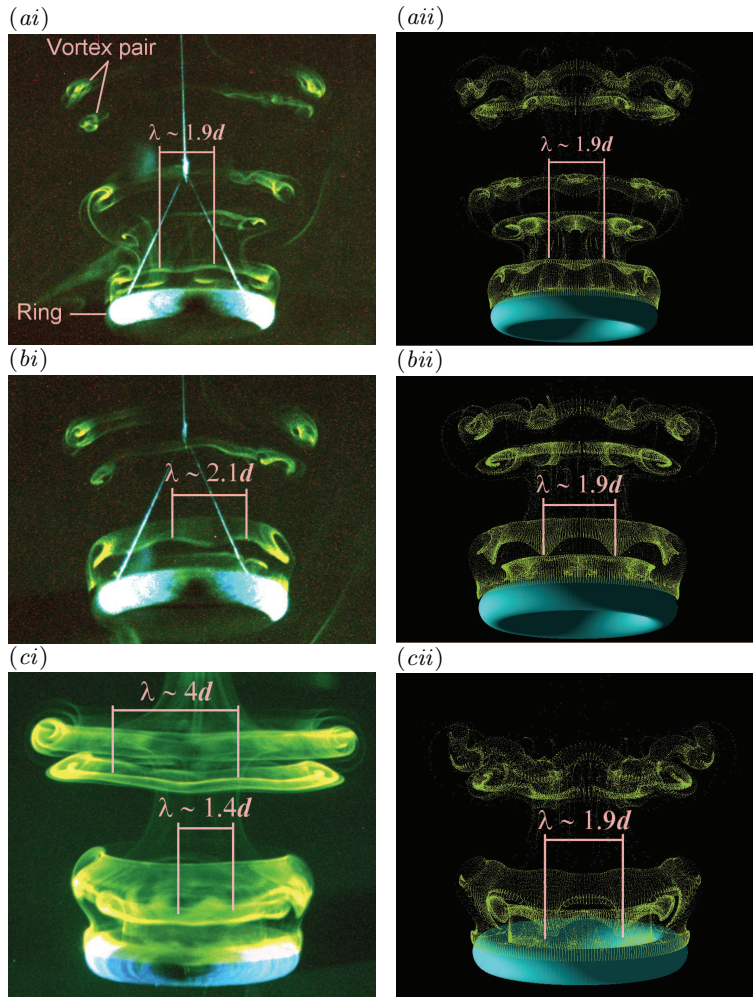 (ai)
(aii)
Vortex pair
λ ~ 1.9d
λ ~ 1.9d
Ring
(bi)
(bii)
λ ~ 2.1d
λ ~ 1.9d
(ci)
(cii)
λ ~ 4d
λ ~ 1.4d
λ ~ 1.9d